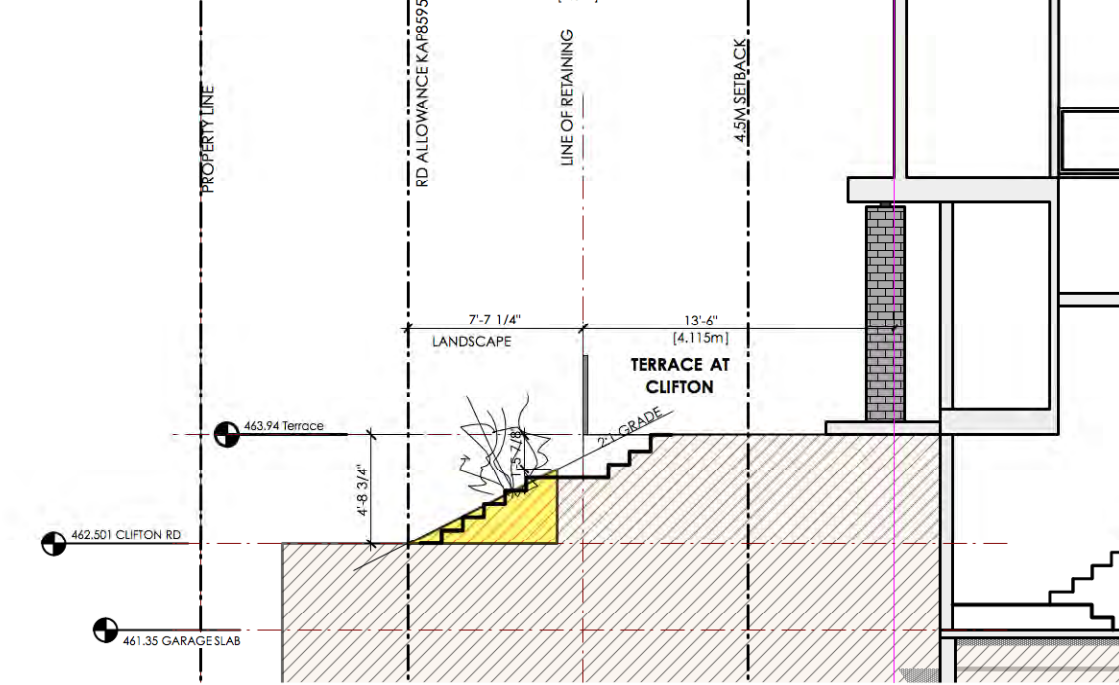 PROPERTY LINE
RD ALLOWANCE KAP8595
LINE OF RETAINING
4.5M SETBACK
7'-7 1/4"
LANDSCAPE
13'-6"
[4.115m]
TERRACE AT
CLIFTON
2:1 GRADE
463.94 Terrace
1'-5 7/8"
4'-8 3/4"
462.501 CLIFTON RD
461.35 GARAGE SLAB